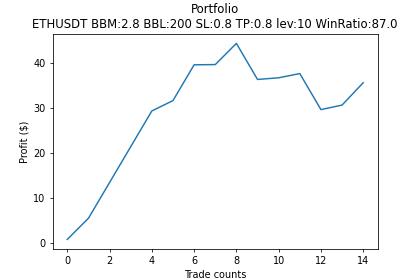 Portfolio
ETHUSDT BBM:2.8 BBL:200 SL:0.8 TP:0.8 lev:10 WinRatio:87.0
Profit ($)
40
30
20
10
0
0 2 4 6 8 10 12 14
Trade counts